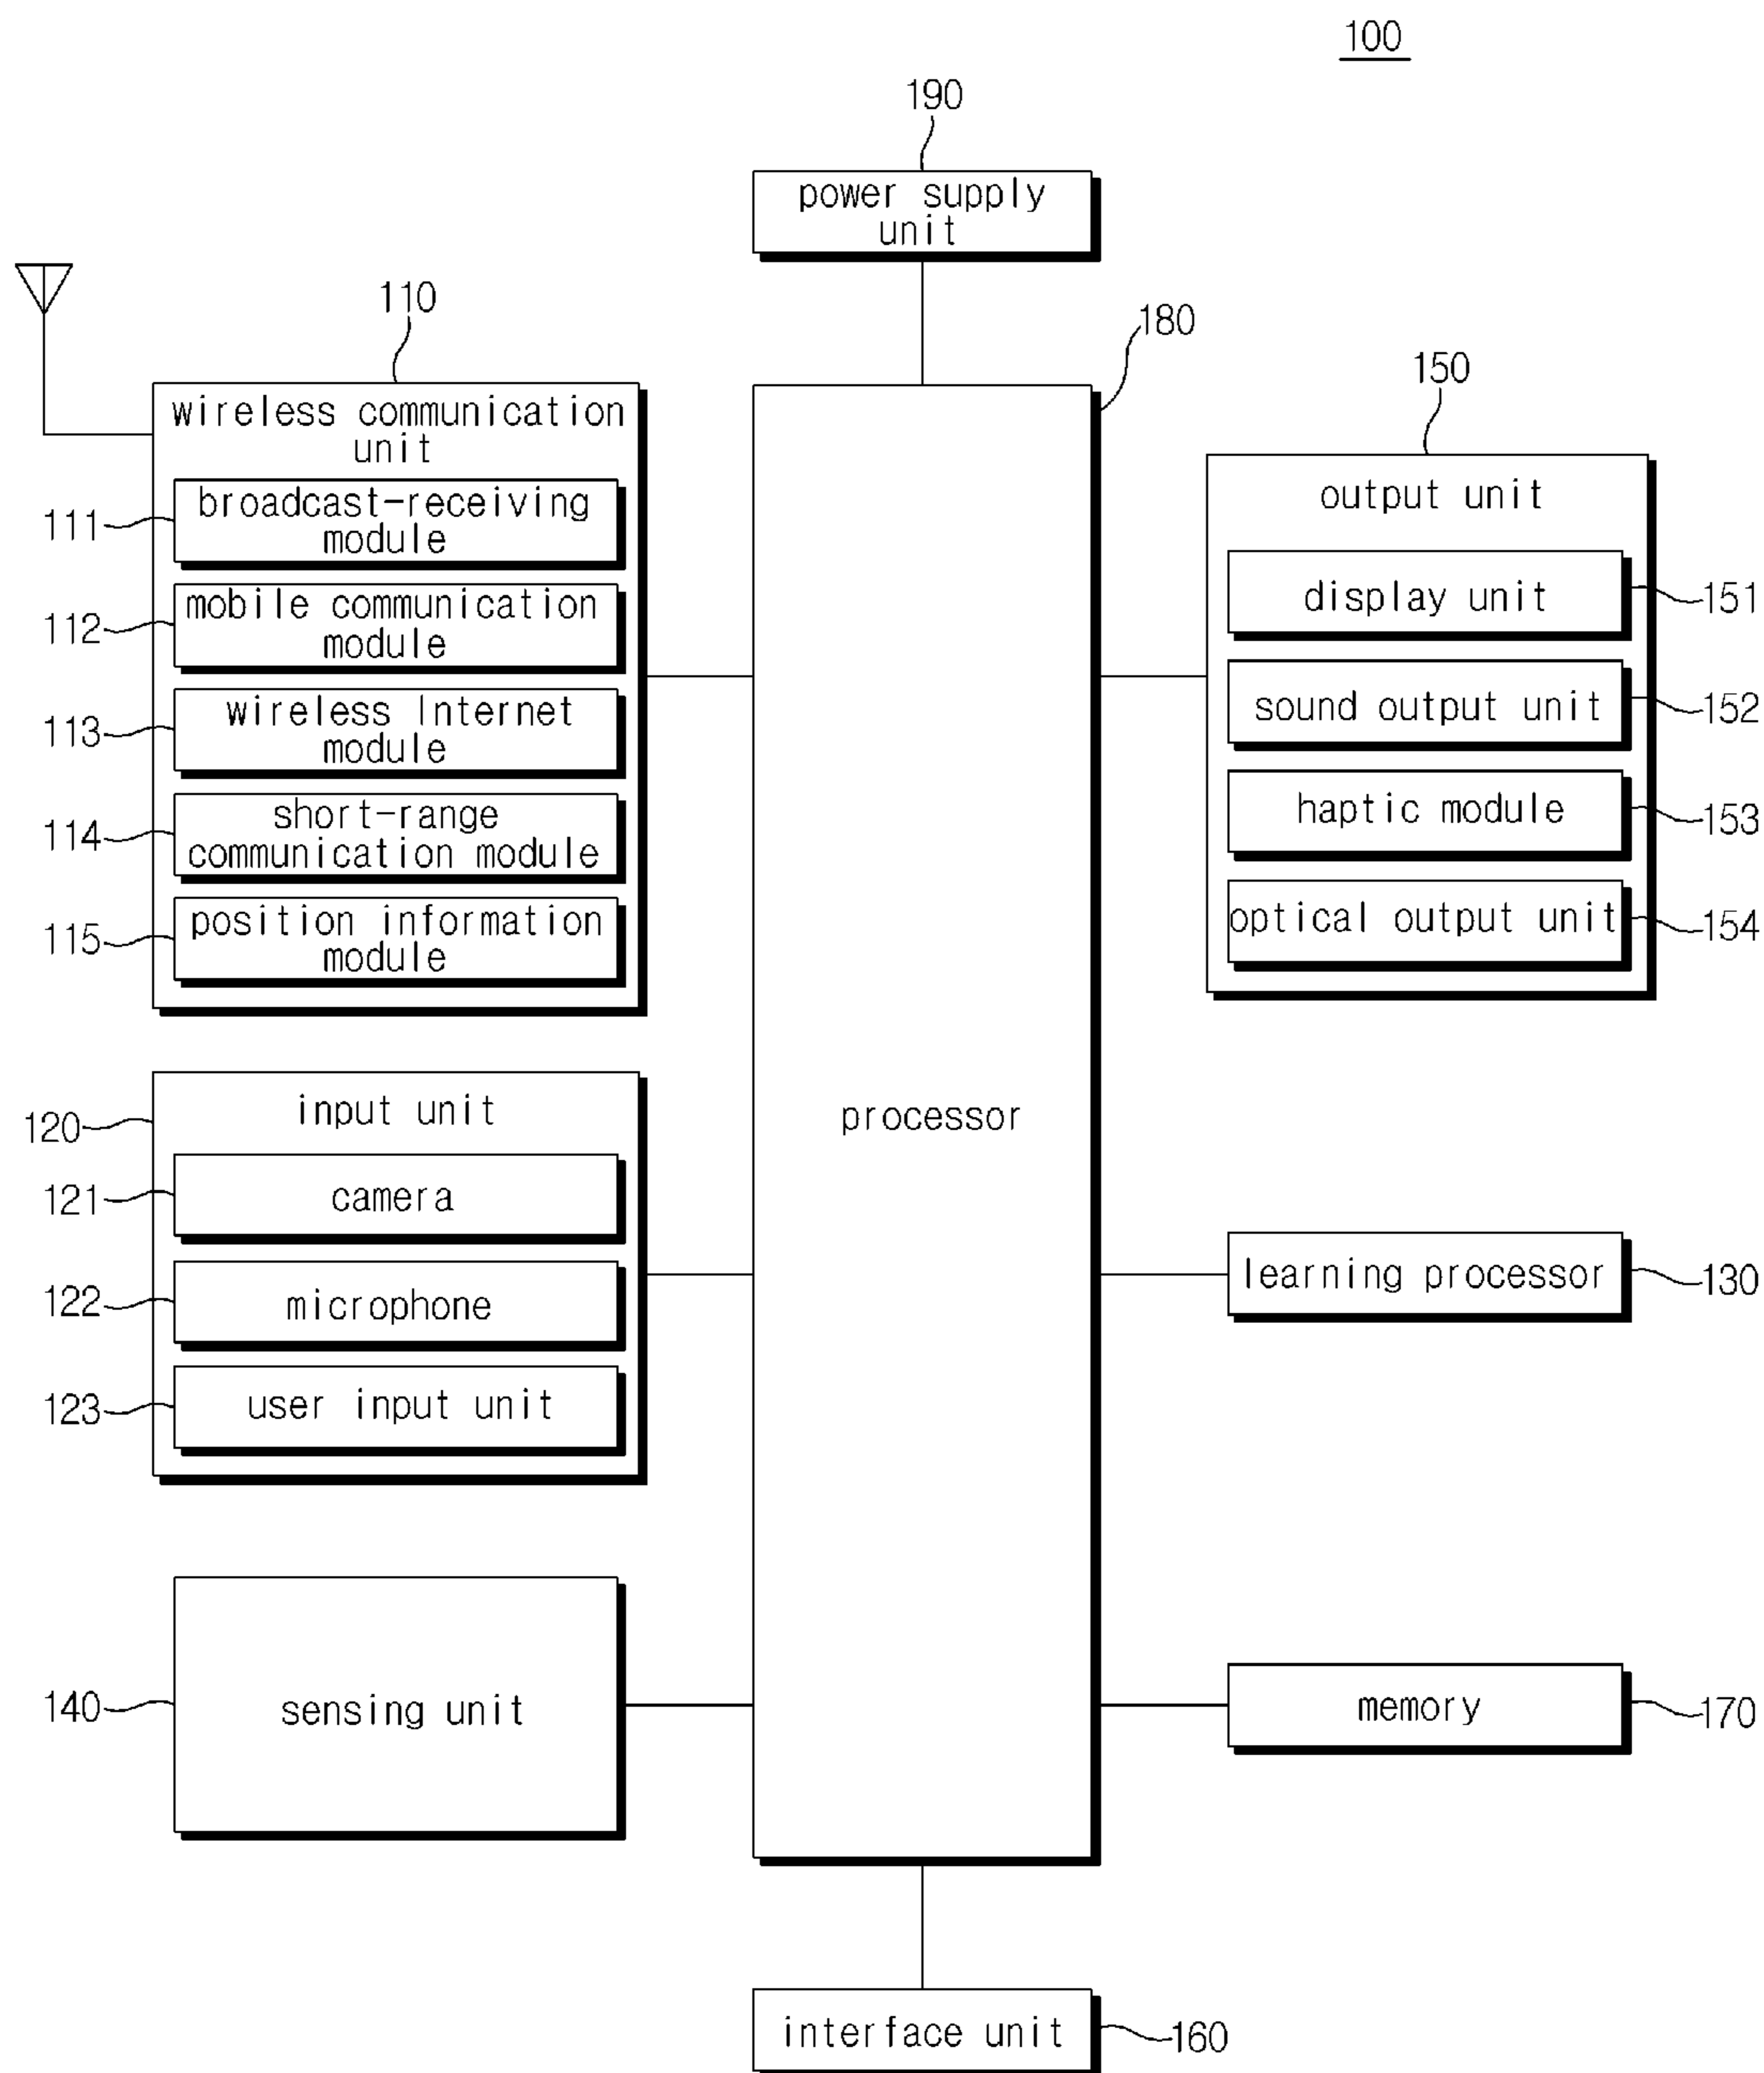 100
190
power supply
unit
110
wireless communication
unit
111
broadcast-receiving
module
112
mobile communication
module
113
wireless Internet
module
114
short-range
communication module
115
position information
module
120
input unit
121
camera
122
microphone
123
user input unit
140
sensing unit
180
processor
150
output unit
display unit
151
sound output unit
152
haptic module
153
optical output unit
154
learning processor
130
memory
170
interface unit
160